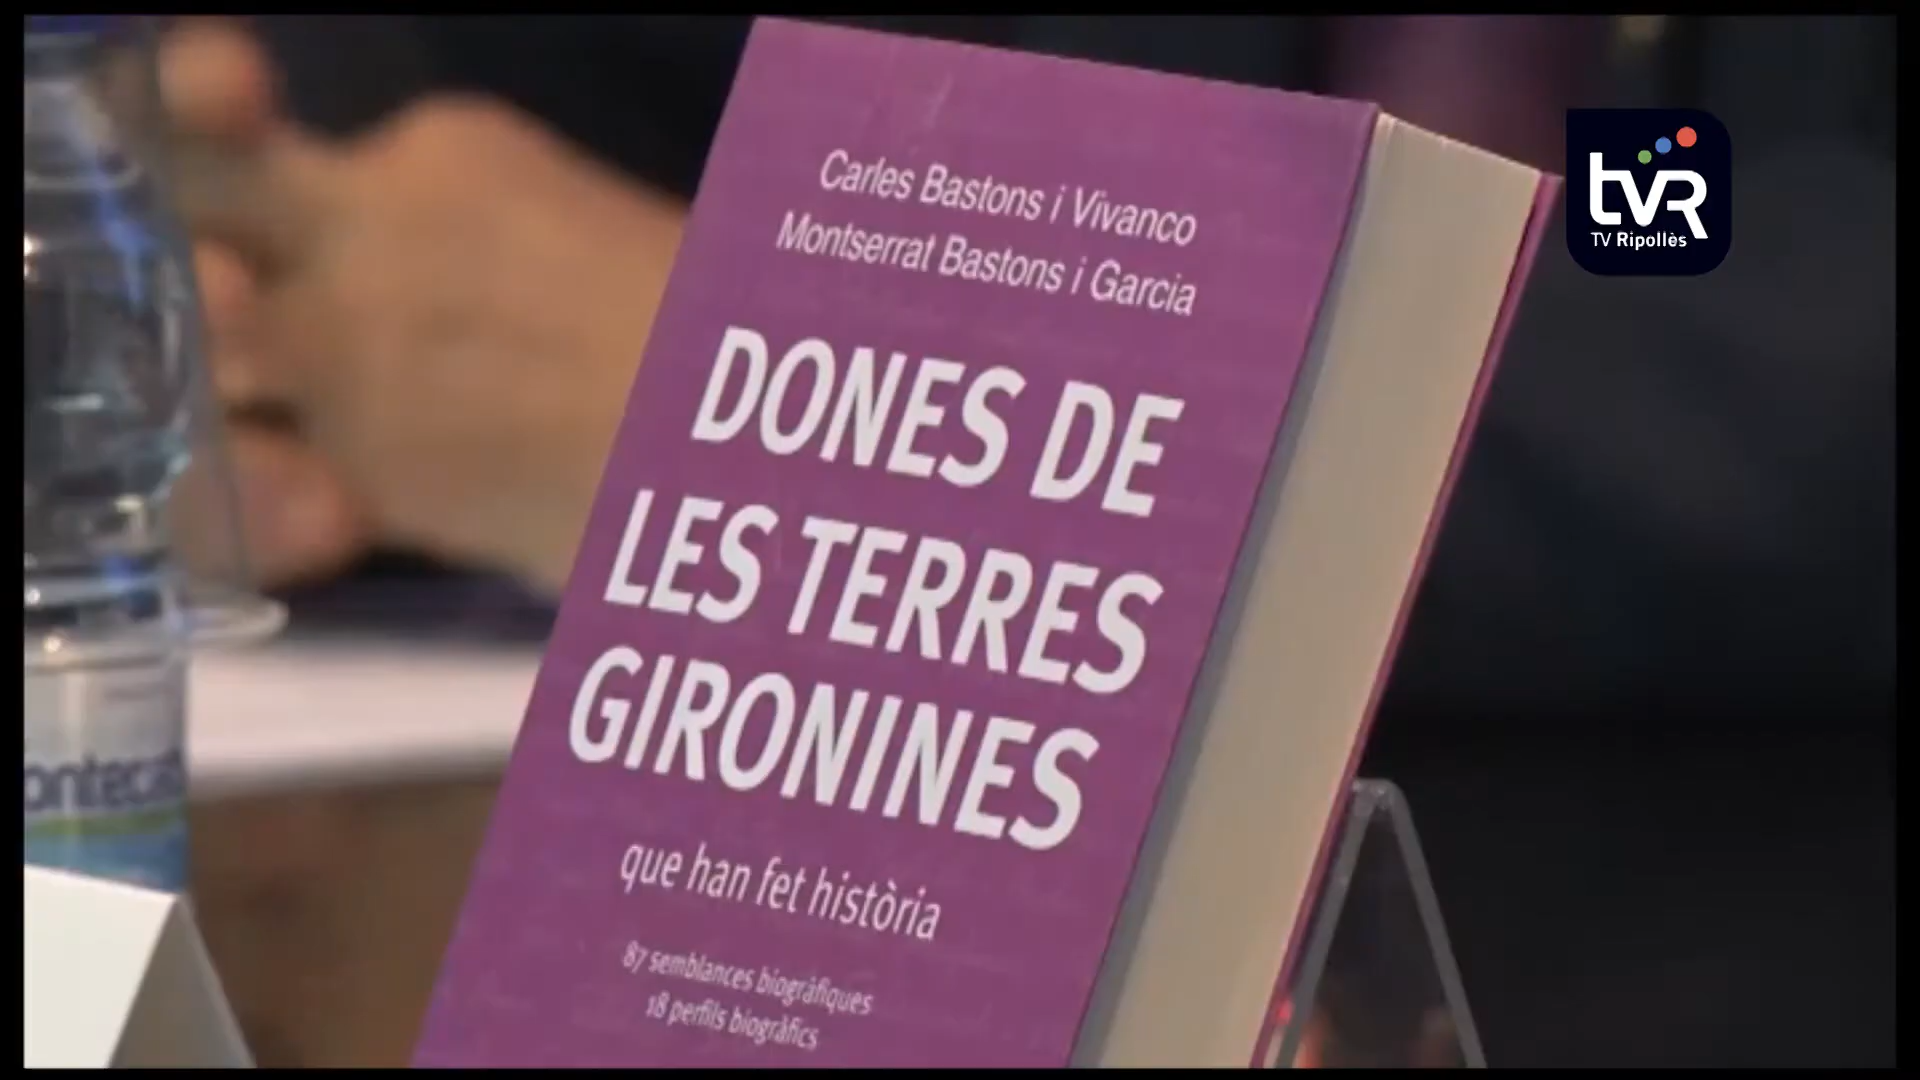 Carles Bastons i Vivanco
Montserrat Bastons i Garcia
DONES DE
LES TERRES
GIRONINES
que han fet història
87 semblances biogràfiques
18 perfils biogràfics
tvR
TV Ripollès